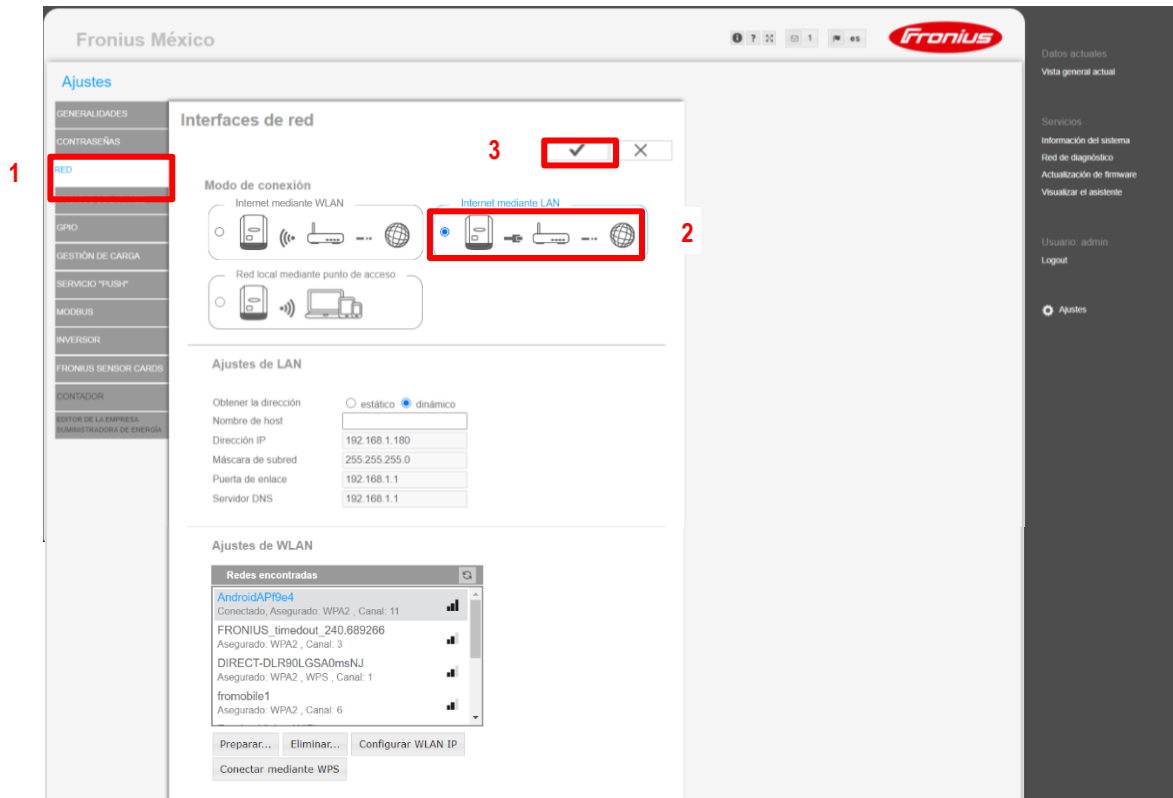 Fronius México
1
es
Fronius
Ajustes
GENERALIDADES
CONTRASEÑAS
1
RED
GPIO
GESTIÓN DE CARGA
SERVICIO "PUSH"
MODBUS
INVERSOR
FRONIUS SENSOR CARDS
CONTADOR
EDITOR DE LA EMPRESA
SUMINISTRADORA DE ENERGÍA
Interfaces de red
3
Modo de conexión
Internet mediante WLAN
Internet mediante LAN
2
Red local mediante punto de acceso
Ajustes de LAN
Obtener la dirección estático dinámico
Nombre de host
Dirección IP 192.168.1.180
Máscara de subred 255.255.255.0
Puerta de enlace 192.168.1.1
Servidor DNS 192.168.1.1
Ajustes de WLAN
Redes encontradas
AndroidAPf9e4
Conectado, Asegurado: WPA2 , Canal: 11
FRONIUS_timedout_240.689266
Asegurado: WPA2 , Canal: 3
DIRECT-DLR90LGSA0msNJ
Asegurado: WPA2 , WPS , Canal: 1
fromobile1
Asegurado: WPA2 , Canal: 6
Preparar... Eliminar... Configurar WLAN IP
Conectar mediante WPS
Datos actuales
Vista general actual
Servicios
Información del sistema
Red de diagnóstico
Actualización de firmware
Visualizar el asistente
Usuario: admin
Logout
Ajustes